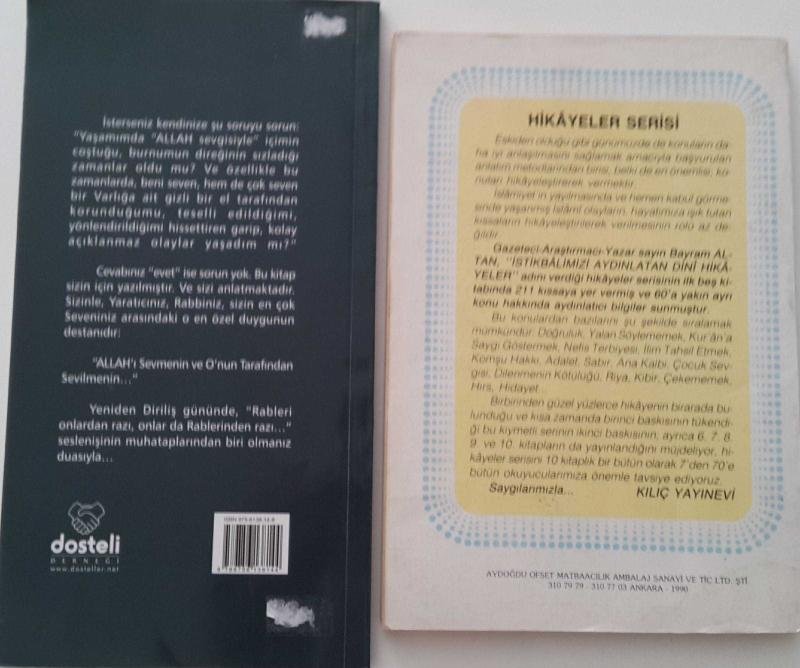 İsterseniz kendinize şu soruyu sorun:
"Yaşamımda "ALLAH sevgisiyle" içimin
coştuğu, burnumun direğinin sızladığı
zamanlar oldu mu? Ve özellikle bu
zamanlarda, beni seven, hem de çok seven
bir Varlığa ait gizli bir el tarafından
korunduğumu, teselli edildiğimi,
yönlendirildiğimi hissettiren garip, kolay
açıklanmaz olaylar yaşadım mı?"
Cevabınız "evet" ise sorun yok. Bu kitap
sizin için yazılmıştır. Ve sizi anlatmaktadır.
Sizinle, Yaratıcınız, Rabbiniz, sizin en çok
Seveniniz arasındaki o en özel duygunun
destanıdır:
"ALLAH'ı Sevmenin ve O'nun Tarafından
Sevilmenin..."
Yeniden Diriliş gününde, "Rableri
onlardan razı, onlar da Rablerinden razı..."
seslenişinin muhataplarından biri olmanız
duasıyla...
dosteli
DERNEĞİ
www.dosteller.net
HİKÂYELER SERİSİ
Eskiden olduğu gibi günümüzde de konuların da-
ha iyi anlaşılmasını sağlamak amacıyla başvurulan
anlatım metodlarından birisi, belki de en önemlisi, ko-
nuları hikâyeleştirerek vermektir.
İslâmiyet'in yayılmasında ve hemen kabul görme-
sinde yaşanmış İslâmî olayların, hayatımıza ışık tutan
kıssaların hikâyeleştirilerek verilmesinin rolü az de-
ğildir.
Gazeteci-Araştırmacı-Yazar sayın Bayram AL-
TAN, "İSTİKBÂLİMİZİ AYDINLATAN DİNİ HİKÂ-
YELER" adını verdiği hikâyeler serisinin ilk beş ki-
tabında 211 kıssaya yer vermiş ve 60'a yakın ayrı
konu hakkında aydınlatıcı bilgiler sunmuştur.
Bu konulardan bazılarını şu şekilde sıralamak
mümkündür: Doğruluk, Yalan Söylememek, Kur'ân'a
Saygı Göstermek, Nefis Terbiyesi, İlim Tahsil Etmek,
Komşu Hakkı, Adalet, Sabır, Ana Kalbi, Çocuk Sev-
gisi, Dilenmenin Kötülüğü, Riya, Kibir, Çekememek,
Hırs, Hidayet...
Birbirinden güzel yüzlerce hikâyenin birarada bu-
lunduğu ve kısa zamanda birinci baskısının tükendi-
ği bu kıymetli serinin ikinci baskısının, ayrıca 6, 7, 8,
9, ve 10. kitapların da yayınlandığını müjdeliyor, hi-
kâyeler serisini 10 kitaplık bir bütün olarak 7'den 70'e
bütün okuyucularımıza önemle tavsiye ediyoruz.
Saygılarımızla... KILIÇ YAYINEVİ
AYDOĞDU OFSET MATBAACILIK AMBALAJ SANAYİ VE TİC LTD. ŞTİ
310 79 79 - 310 77 03 ANKARA - 1990